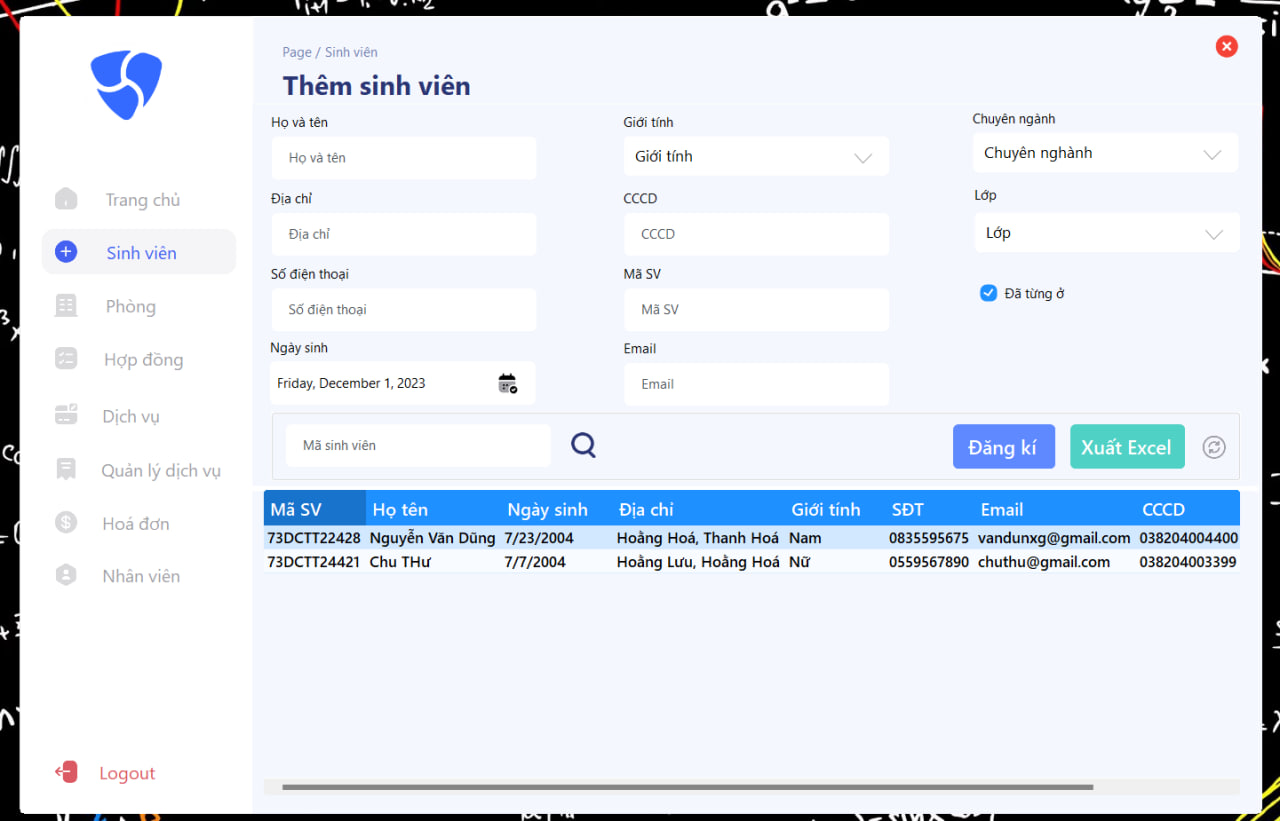 Page / Sinh viên
Thêm sinh viên
Trang chủ
Sinh viên
Phòng
Hợp đồng
Dịch vụ
Quản lý dịch vụ
Hoá đơn
Nhân viên
Logout
Họ và tên
Họ và tên
Giới tính
Giới tính
Chuyên ngành
Chuyên nghành
Địa chỉ
Địa chỉ
CCCD
CCCD
Lớp
Lớp
Số điện thoại
Số điện thoại
Mã SV
Mã SV
Đã từng ở
Ngày sinh
Friday, December 1, 2023
Email
Email
Mã sinh viên
Đăng kí
Xuất Excel
Mã SV Họ tên Ngày sinh Địa chỉ Giới tính SĐT Email CCCD
73DCTT22428 Nguyễn Văn Dũng 7/23/2004 Hoằng Hoá, Thanh Hoá Nam 0835595675 vandunxg@gmail.com 038204004400
73DCTT24421 Chu THư 7/7/2004 Hoằng Lưu, Hoằng Hoá Nữ 0559567890 chuthu@gmail.com 038204003399